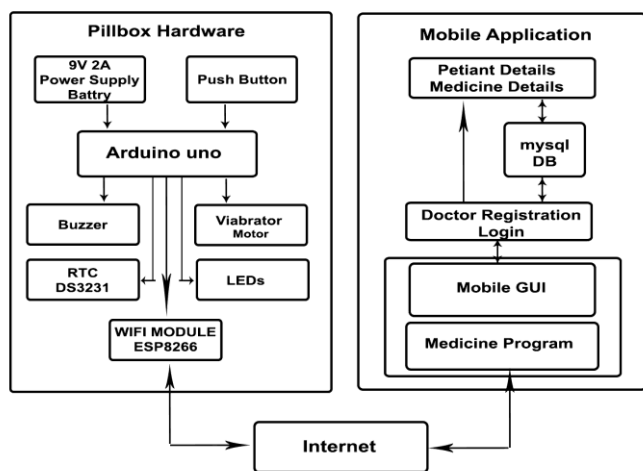 Pillbox Hardware
9V 2A
Power Supply
Battry
Push Button
Arduino uno
Buzzer
Viabrator
Motor
RTC
DS3231
LEDs
WIFI MODULE
ESP8266
Mobile Application
Petiant Details
Medicine Details
mysql
DB
Doctor Registration
Login
Mobile GUI
Medicine Program
Internet